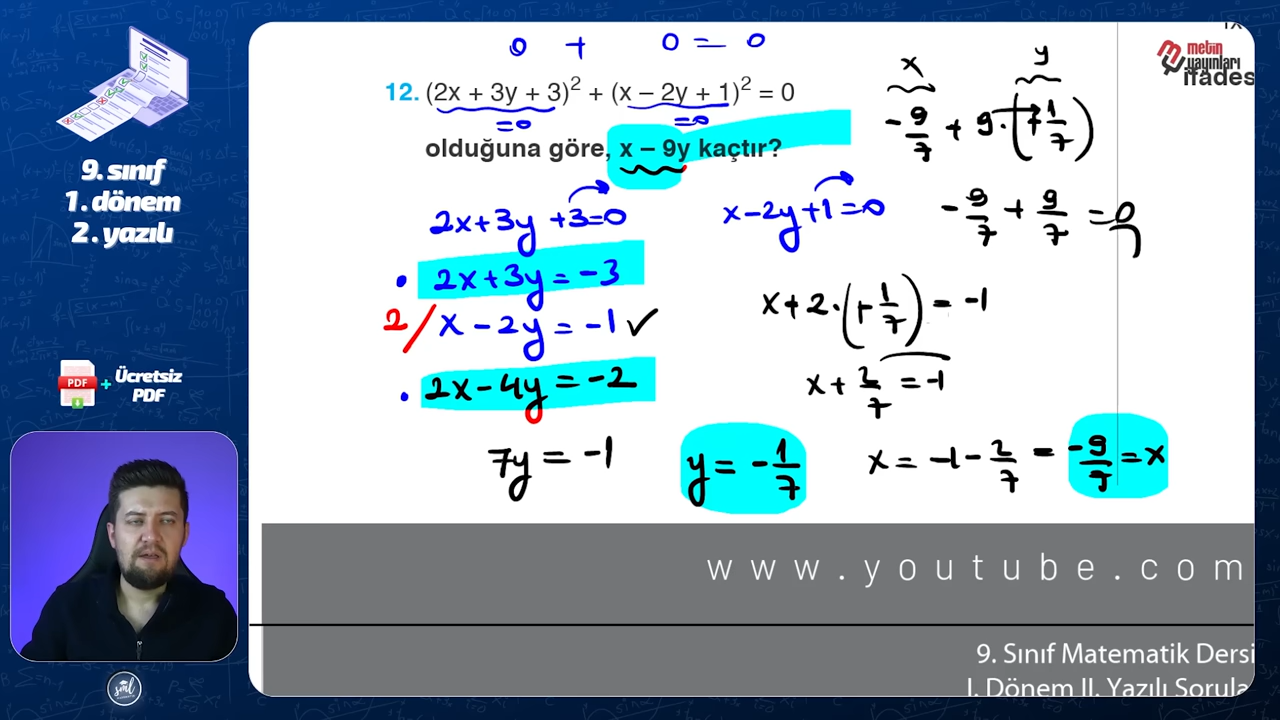 9. sınıf
1. dönem
2. yazılı
PDF
+ Ücretsiz
PDF
sml
metin
yayınları
ifades
0 + 0 = 0
12. (2x + 3y + 3)² + (x − 2y + 1)² = 0
=0 =0
olduğuna göre, x − 9y kaçtır?
2x+3y+3=0
• 2x+3y=-3
2/ x-2y=-1 ✓
• 2x-4y=-2
7y=-1
y=-1/7
x-2y+1=0
x+2·(+1/7)=-1
x+2/7=-1
x=-1-2/7=-9/7=x
x y
-9/7+9·(+1/7)
-9/7+9/7=0
www.youtube.com
9. Sınıf Matematik Dersi
I. Dönem II. Yazılı Sorula